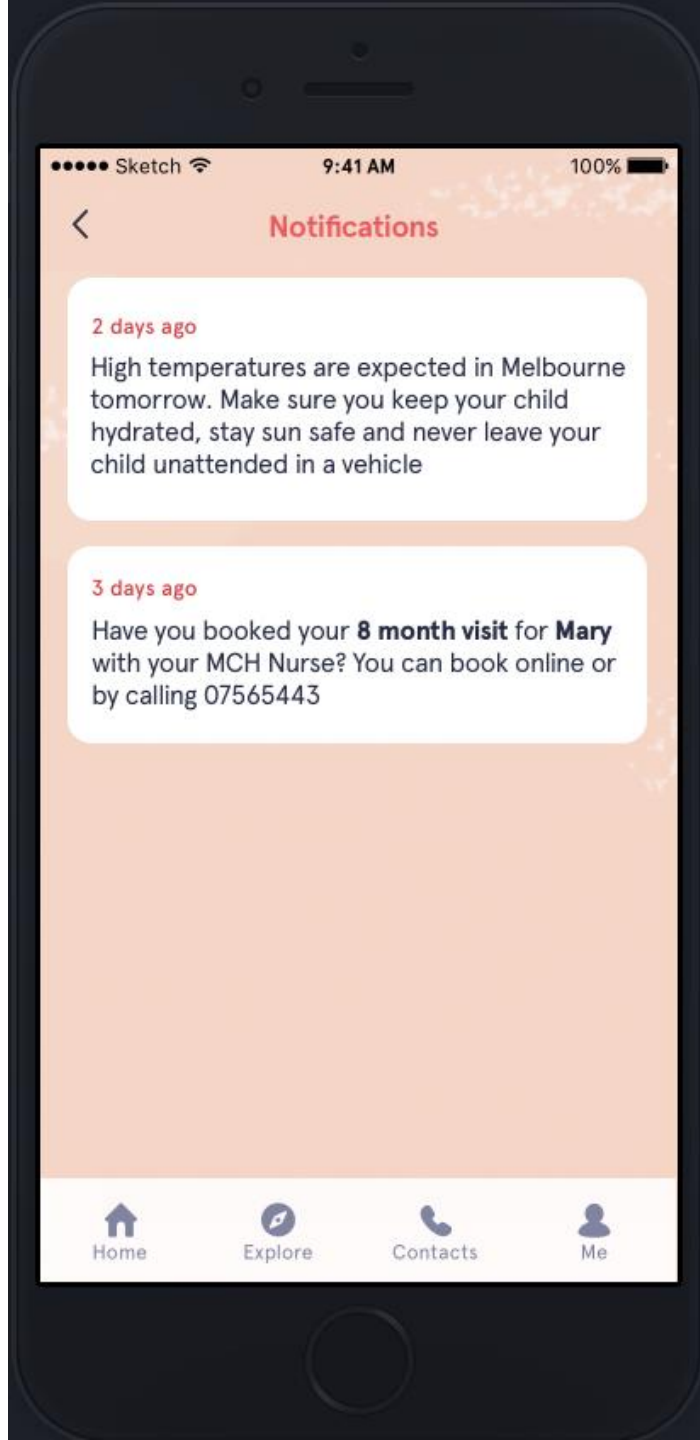 Sketch 9:41 AM 100%
Notifications
2 days ago
High temperatures are expected in Melbourne
tomorrow. Make sure you keep your child
hydrated, stay sun safe and never leave your
child unattended in a vehicle
3 days ago
Have you booked your 8 month visit for Mary
with your MCH Nurse? You can book online or
by calling 07565443
Home Explore Contacts Me